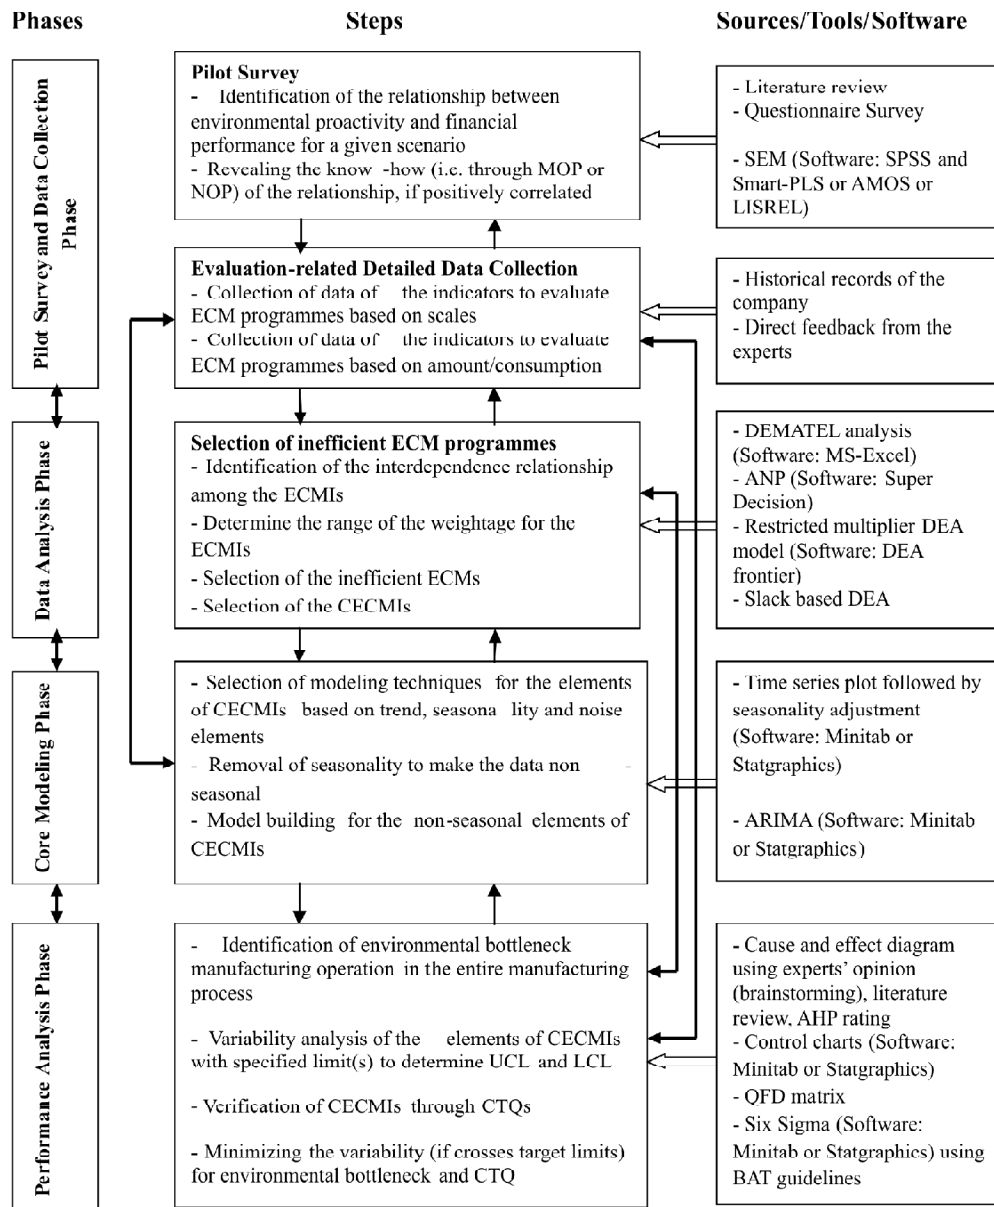 Phases Steps Sources/Tools/Software
Pilot Survey and Data Collection
Phase
Pilot Survey
- Identification of the relationship between
environmental proactivity and financial
performance for a given scenario
- Revealing the know -how (i.e. through MOP or
NOP) of the relationship, if positively correlated
- Literature review
- Questionnaire Survey
- SEM (Software: SPSS and
Smart-PLS or AMOS or
LISREL)
Evaluation-related Detailed Data Collection
- Collection of data of the indicators to evaluate
ECM programmes based on scales
- Collection of data of the indicators to evaluate
ECM programmes based on amount/consumption
- Historical records of the
company
- Direct feedback from the
experts
Data Analysis Phase
Selection of inefficient ECM programmes
- Identification of the interdependence relationship
among the ECMIs
- Determine the range of the weightage for the
ECMIs
- Selection of the inefficient ECMs
- Selection of the CECMIs
- DEMATEL analysis
(Software: MS-Excel)
- ANP (Software: Super
Decision)
- Restricted multiplier DEA
model (Software: DEA
frontier)
- Slack based DEA
Core Modeling Phase
- Selection of modeling techniques for the elements
of CECMIs based on trend, seasona lity and noise
elements
- Removal of seasonality to make the data non -
seasonal
- Model building for the non-seasonal elements of
CECMIs
- Time series plot followed by
seasonality adjustment
(Software: Minitab or
Statgraphics)
- ARIMA (Software: Minitab
or Statgraphics)
Performance Analysis Phase
- Identification of environmental bottleneck
manufacturing operation in the entire manufacturing
process
- Variability analysis of the elements of CECMIs
with specified limit(s) to determine UCL and LCL
- Verification of CECMIs through CTQs
- Minimizing the variability (if crosses target limits)
for environmental bottleneck and CTQ
- Cause and effect diagram
using experts' opinion
(brainstorming), literature
review, AHP rating
- Control charts (Software:
Minitab or Statgraphics)
- QFD matrix
- Six Sigma (Software:
Minitab or Statgraphics) using
BAT guidelines